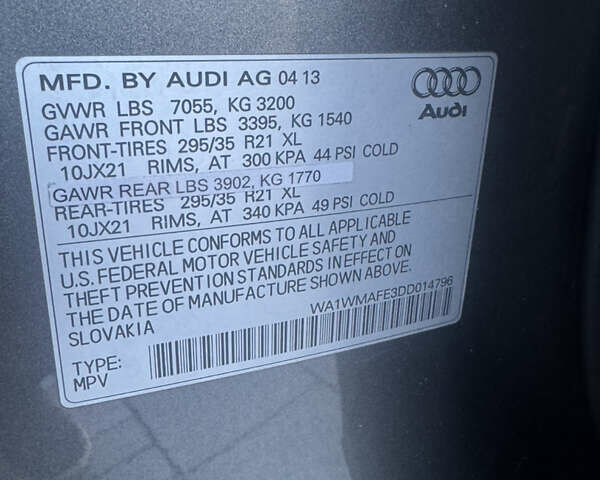 MFD. BY AUDI AG 04 13
Audi
GVWR LBS 7055, KG 3200
GAWR FRONT LBS 3395, KG 1540
FRONT-TIRES 295/35 R21 XL
10JX21 RIMS, AT 300 KPA 44 PSI COLD
GAWR REAR LBS 3902, KG 1770
REAR-TIRES 295/35 R21 XL
10JX21 RIMS, AT 340 KPA 49 PSI COLD
THIS VEHICLE CONFORMS TO ALL APPLICABLE
U.S. FEDERAL MOTOR VEHICLE SAFETY AND
THEFT PREVENTION STANDARDS IN EFFECT ON
THE DATE OF MANUFACTURE SHOWN ABOVE.
SLOVAKIA
WA1WMAFE3DD014796
TYPE:
MPV